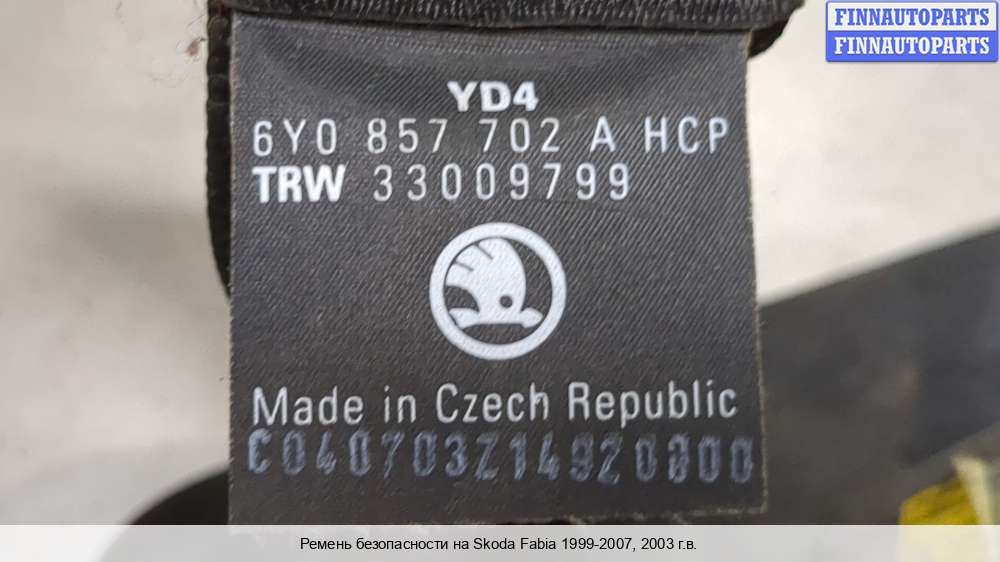 FINNAUTOPARTS
FINNAUTOPARTS
YD4
6Y0 857 702 A HCP
TRW 33009799
Made in Czech Republic
C040703Z14920000
Ремень безопасности на Skoda Fabia 1999-2007, 2003 г.в.